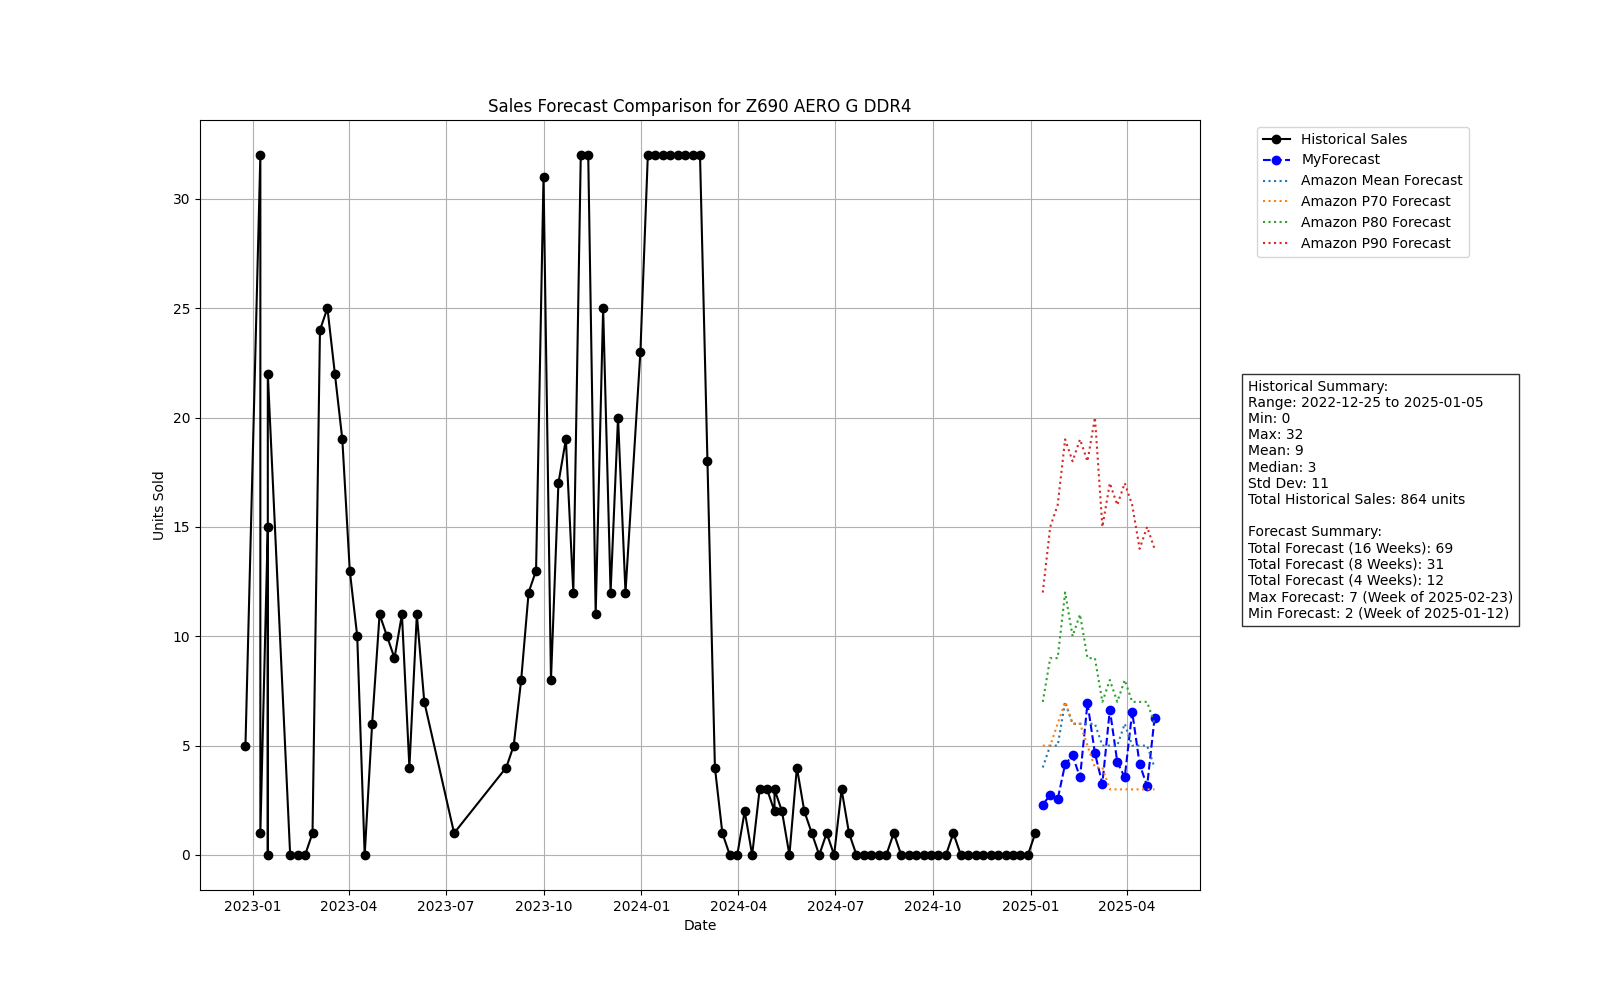 Sales Forecast Comparison for Z690 AERO G DDR4
Historical Sales
MyForecast
Amazon Mean Forecast
Amazon P70 Forecast
Amazon P80 Forecast
Amazon P90 Forecast
30
25
20
15
10
5
0
Units Sold
Historical Summary:
Range: 2022-12-25 to 2025-01-05
Min: 0
Max: 32
Mean: 9
Median: 3
Std Dev: 11
Total Historical Sales: 864 units
Forecast Summary:
Total Forecast (16 Weeks): 69
Total Forecast (8 Weeks): 31
Total Forecast (4 Weeks): 12
Max Forecast: 7 (Week of 2025-02-23)
Min Forecast: 2 (Week of 2025-01-12)
2023-01 2023-04 2023-07 2023-10 2024-01 2024-04 2024-07 2024-10 2025-01 2025-04
Date